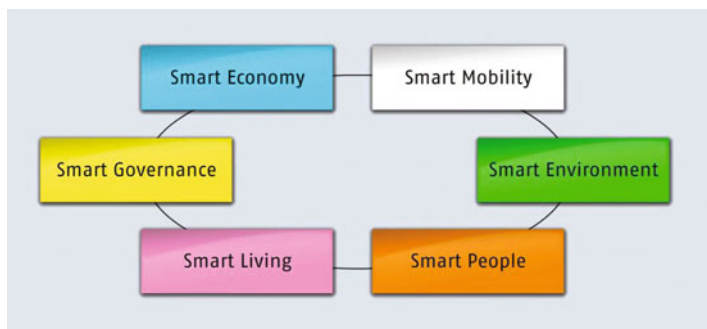 Smart Economy
Smart Mobility
Smart Governance
Smart Environment
Smart Living
Smart People